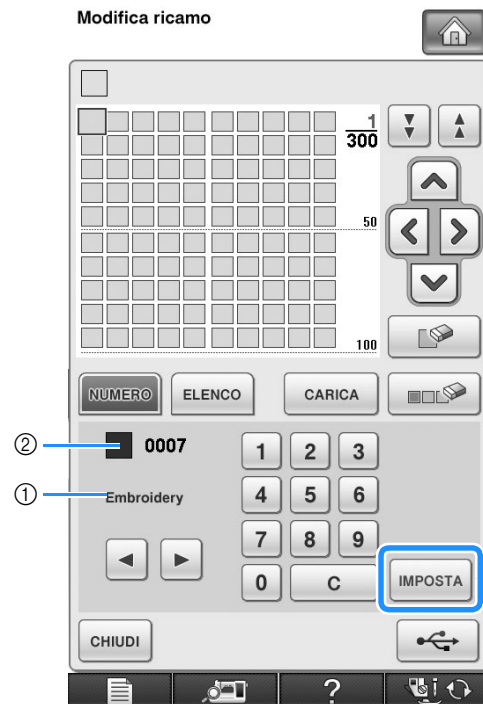 Modifica ricamo
1
300
50
100
NUMERO ELENCO CARICA
② 0007
① Embroidery
1 2 3
4 5 6
7 8 9
0 C IMPOSTA
CHIUDI
? i